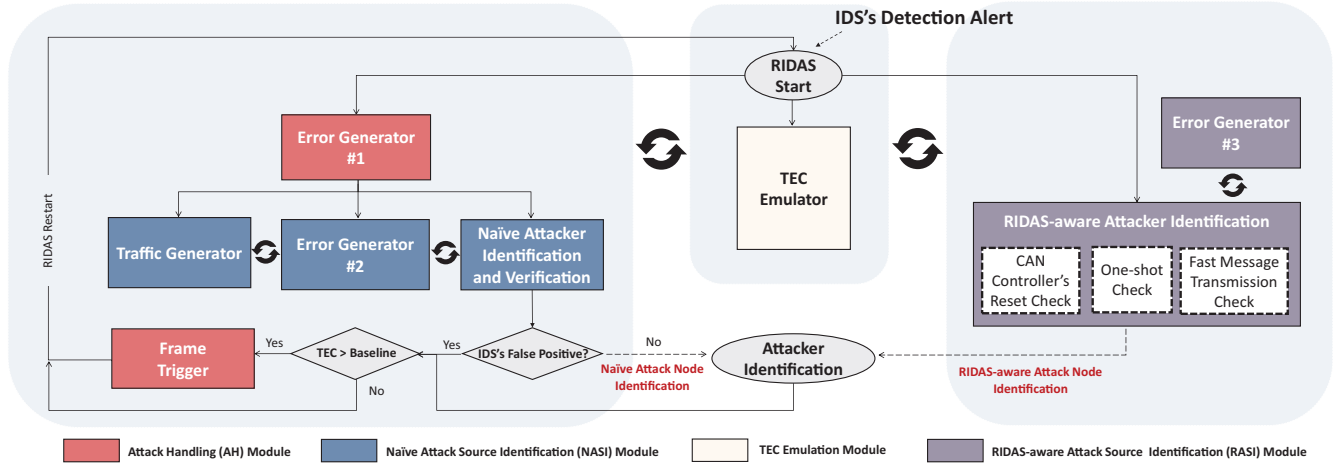 IDS's Detection Alert
RIDAS
Start
Error Generator
#1
TEC
Emulator
Error Generator
#3
RIDAS Restart
Traffic Generator
Error Generator
#2
Naïve Attacker
Identification
and Verification
RIDAS-aware Attacker Identification
CAN
Controller's
Reset Check
One-shot
Check
Fast Message
Transmission
Check
Frame
Trigger
Yes
TEC > Baseline
No
Yes
IDS's False Positive?
No
Naïve Attack Node
Identification
Attacker
Identification
RIDAS-aware Attack Node
Identification
Attack Handling (AH) Module
Naïve Attack Source Identification (NASI) Module
TEC Emulation Module
RIDAS-aware Attack Source Identification (RASI) Module